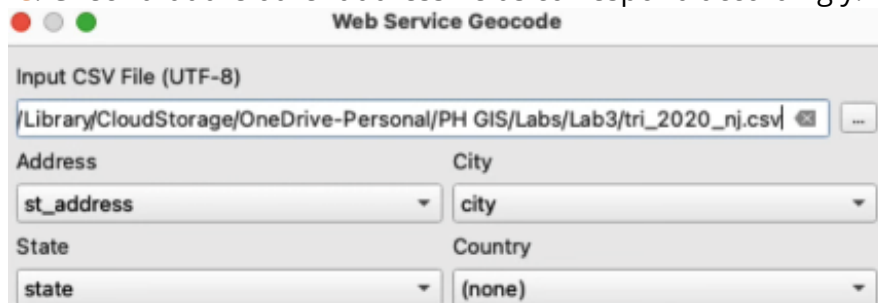 Web Service Geocode
Input CSV File (UTF-8)
/Library/CloudStorage/OneDrive-Personal/PH GIS/Labs/Lab3/tri_2020_nj.csv ...
Address City
st_address city
State Country
state (none)